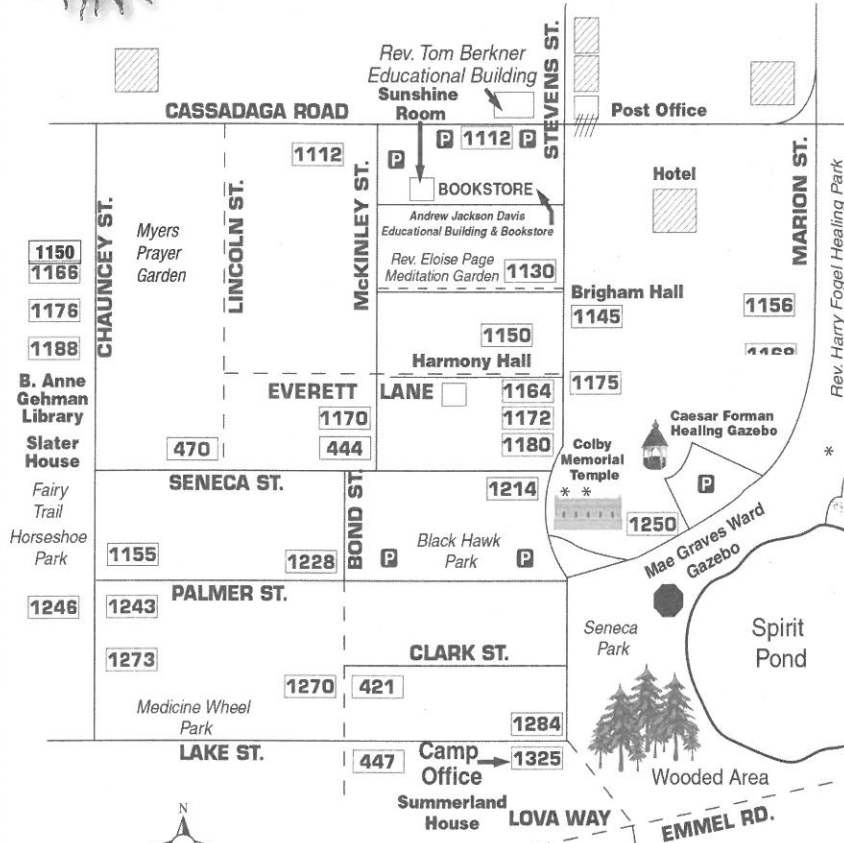 Rev. Tom Berkner
Educational Building
Sunshine
Room
STEVENS ST.
CASSADAGA ROAD
Post Office
1112
P
P
1112
P
Hotel
BOOKSTORE
Andrew Jackson Davis
Educational Building & Bookstore
Rev. Eloise Page
Meditation Garden
1130
CHAUNCEY ST.
LINCOLN ST.
McKINLEY ST.
MARION ST.
Rev. Harry Fogel Healing Park
Myers
Prayer
Garden
1150
1166
1176
1188
Brigham Hall
1145
1156
1168
1150
Harmony Hall
1175
EVERETT LANE
1164
1172
1180
1170
444
470
B. Anne
Gehman
Library
Slater
House
Fairy
Trail
Horseshoe
Park
Caesar Forman
Healing Gazebo
Colby
Memorial
Temple
* *
*
P
1250
SENECA ST.
BOND ST.
1214
Black Hawk
Park
P
P
1155
1228
Mae Graves Ward
Gazebo
PALMER ST.
1246
1243
1273
1270
Medicine Wheel
Park
Seneca
Park
Spirit
Pond
CLARK ST.
421
1284
LAKE ST.
447
Camp
Office
1325
Summerland
House
Wooded Area
LOVA WAY
EMMEL RD.
N